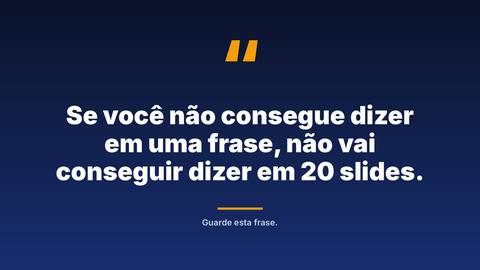 "
Se você não consegue dizer
em uma frase, não vai
conseguir dizer em 20 slides.
Guarde esta frase.